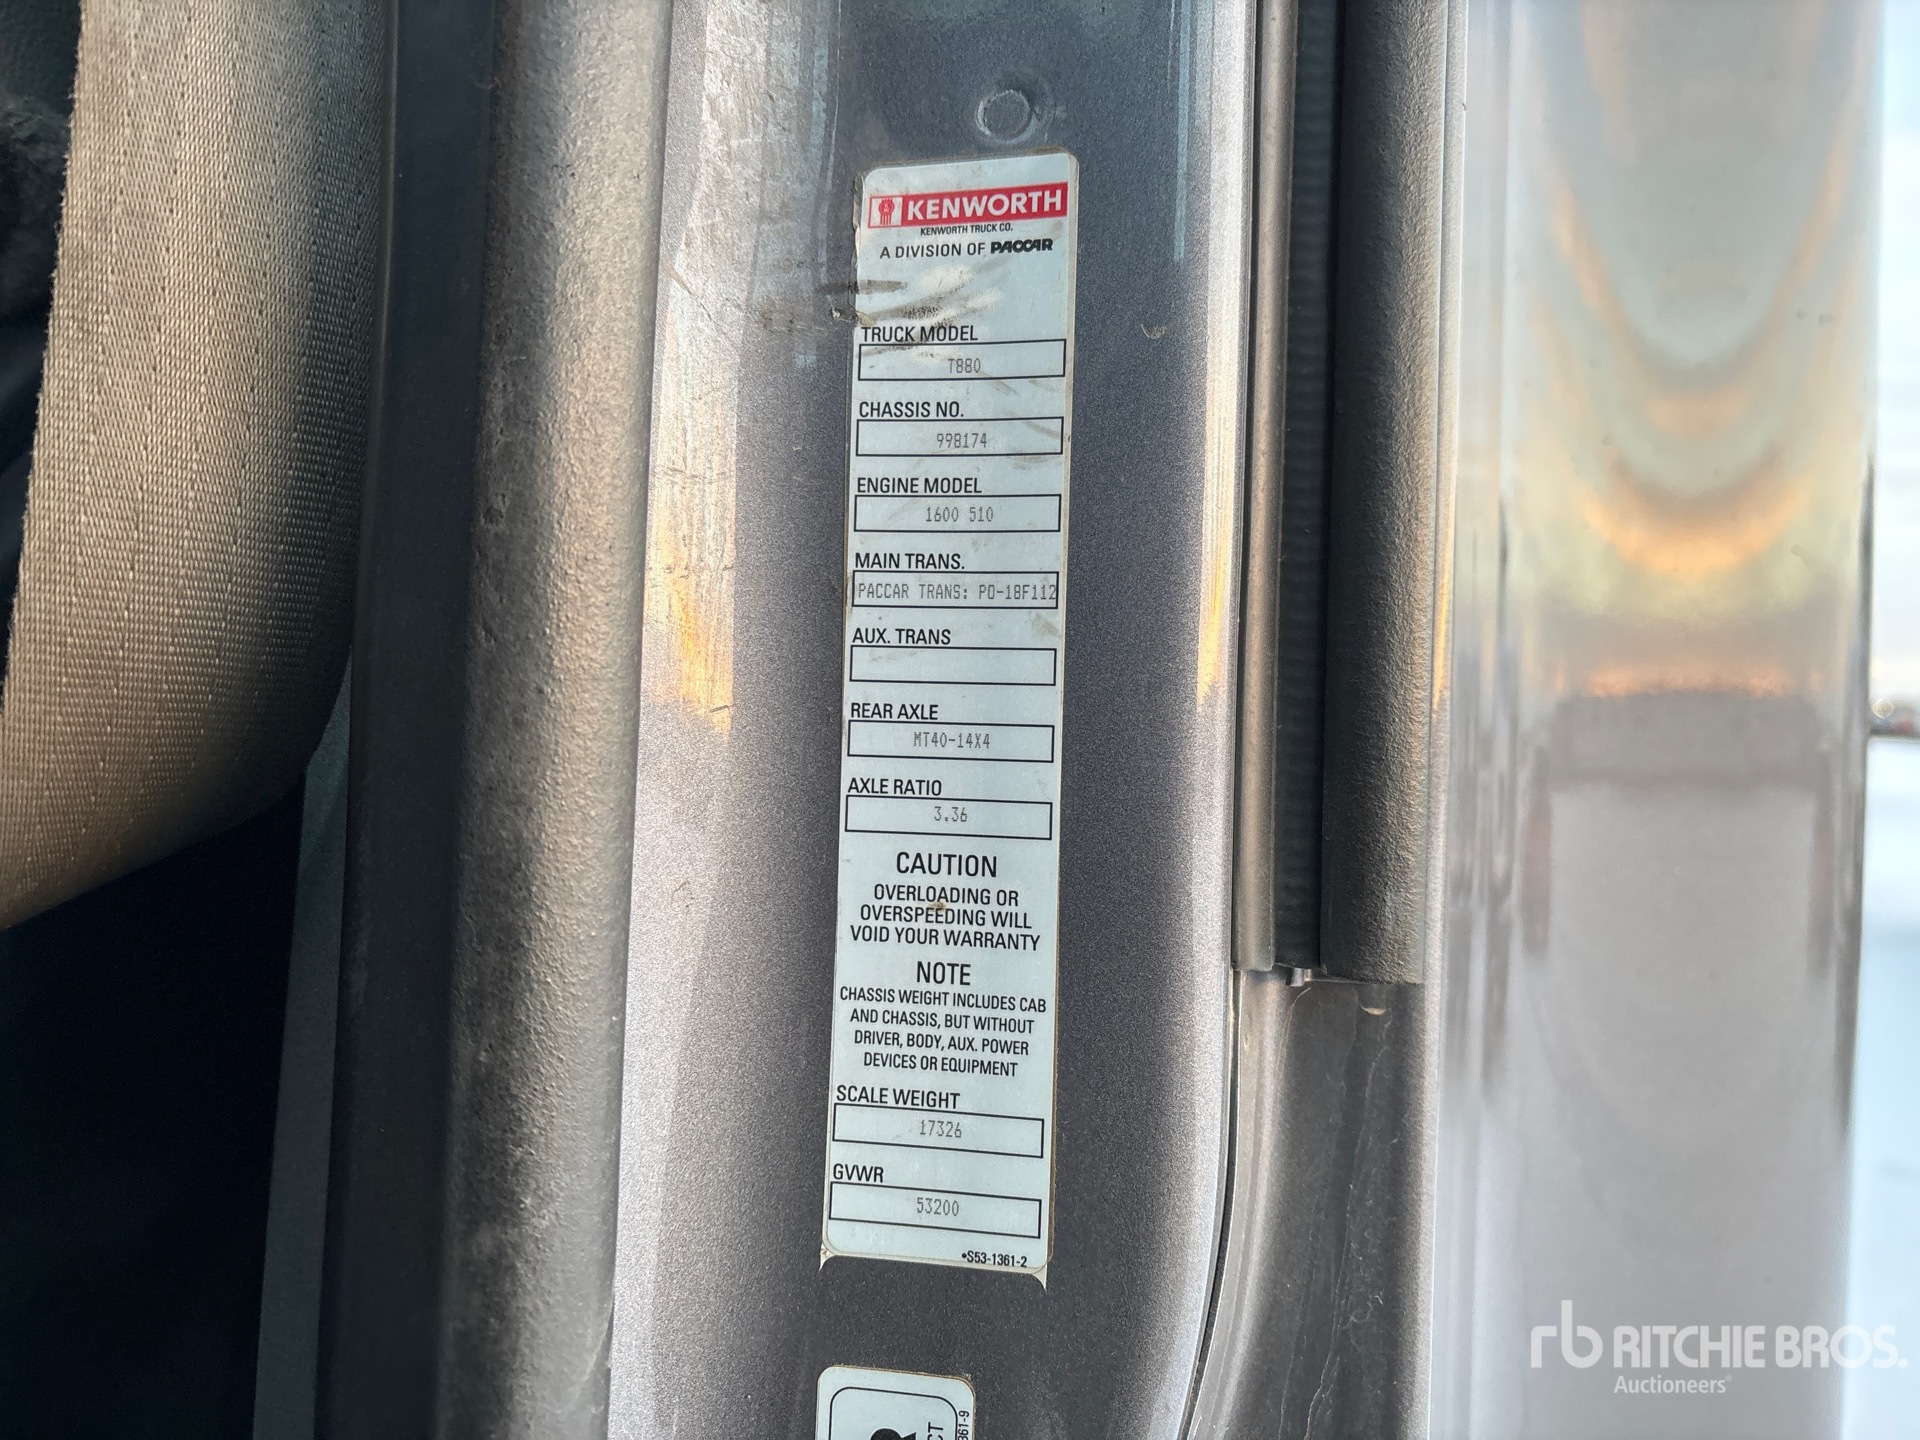 KENWORTH
KENWORTH TRUCK CO.
A DIVISION OF PACCAR
TRUCK MODEL
T880
CHASSIS NO.
998174
ENGINE MODEL
1600 510
MAIN TRANS.
PACCAR TRANS: PO-18F112
AUX. TRANS
REAR AXLE
MT40-14X4
AXLE RATIO
3.36
CAUTION
OVERLOADING OR
OVERSPEEDING WILL
VOID YOUR WARRANTY
NOTE
CHASSIS WEIGHT INCLUDES CAB
AND CHASSIS, BUT WITHOUT
DRIVER, BODY, AUX. POWER
DEVICES OR EQUIPMENT
SCALE WEIGHT
17326
GVWR
53200
•S53-1361-2
rb RITCHIE BROS.
Auctioneers